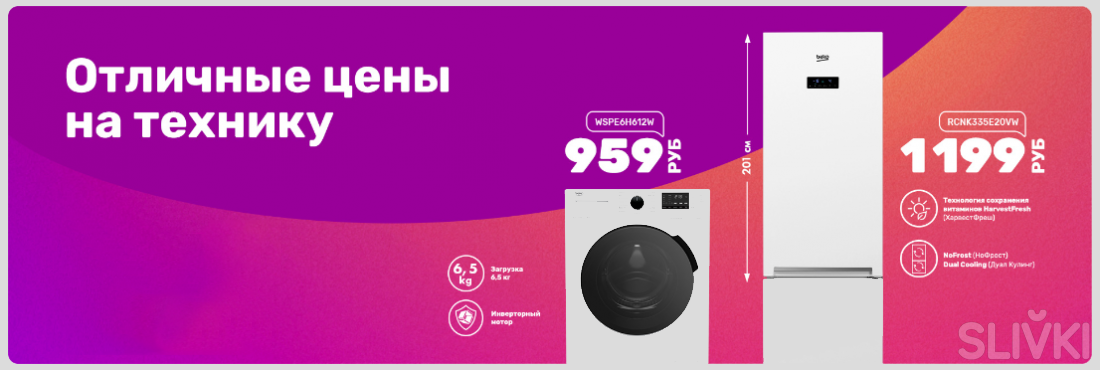 Отличные цены
на технику
WSPE6H612W
959 РУБ
6,5
kg
Загрузка
6,5 кг
Инверторный
мотор
201 см
beko
RCNK335E20VW
1199 РУБ
Технология сохранения
витаминов HarvestFresh
(ХарвестФреш)
NoFrost (НоФрост)
Dual Cooling (Дуал Кулинг)
SLIVKI